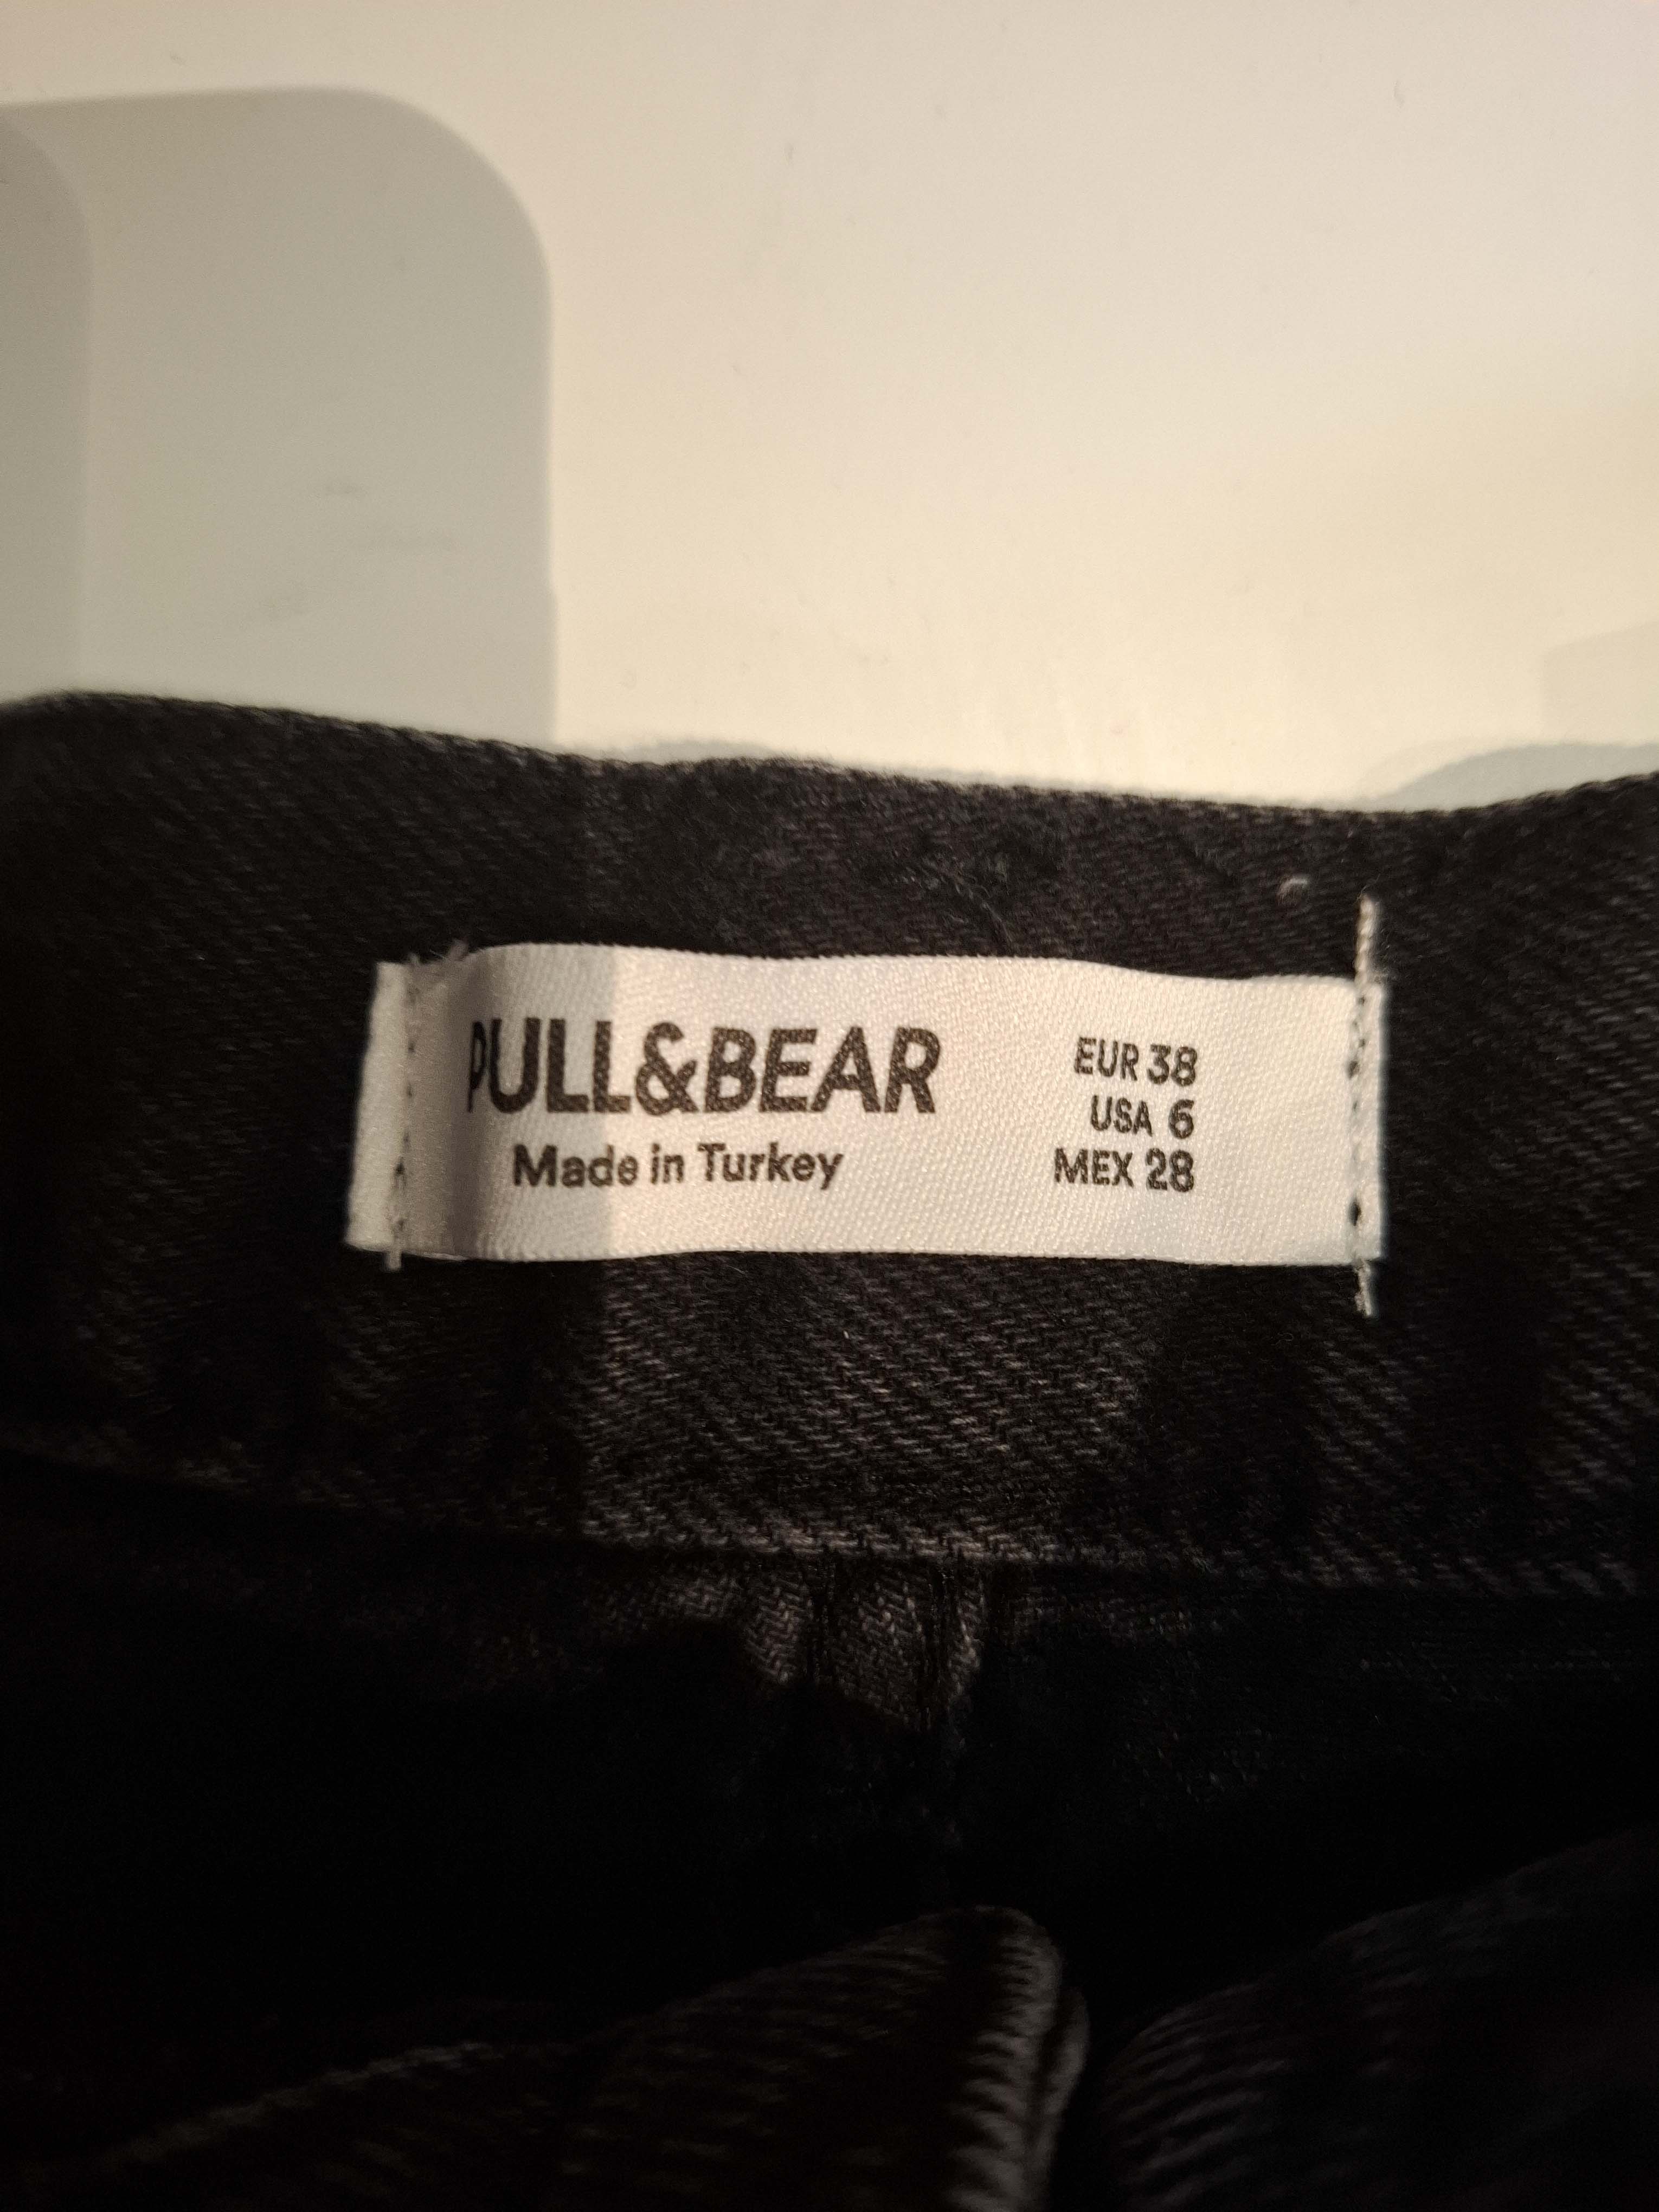 PULL&BEAR
Made in Turkey
EUR 38
USA 6
MEX 28